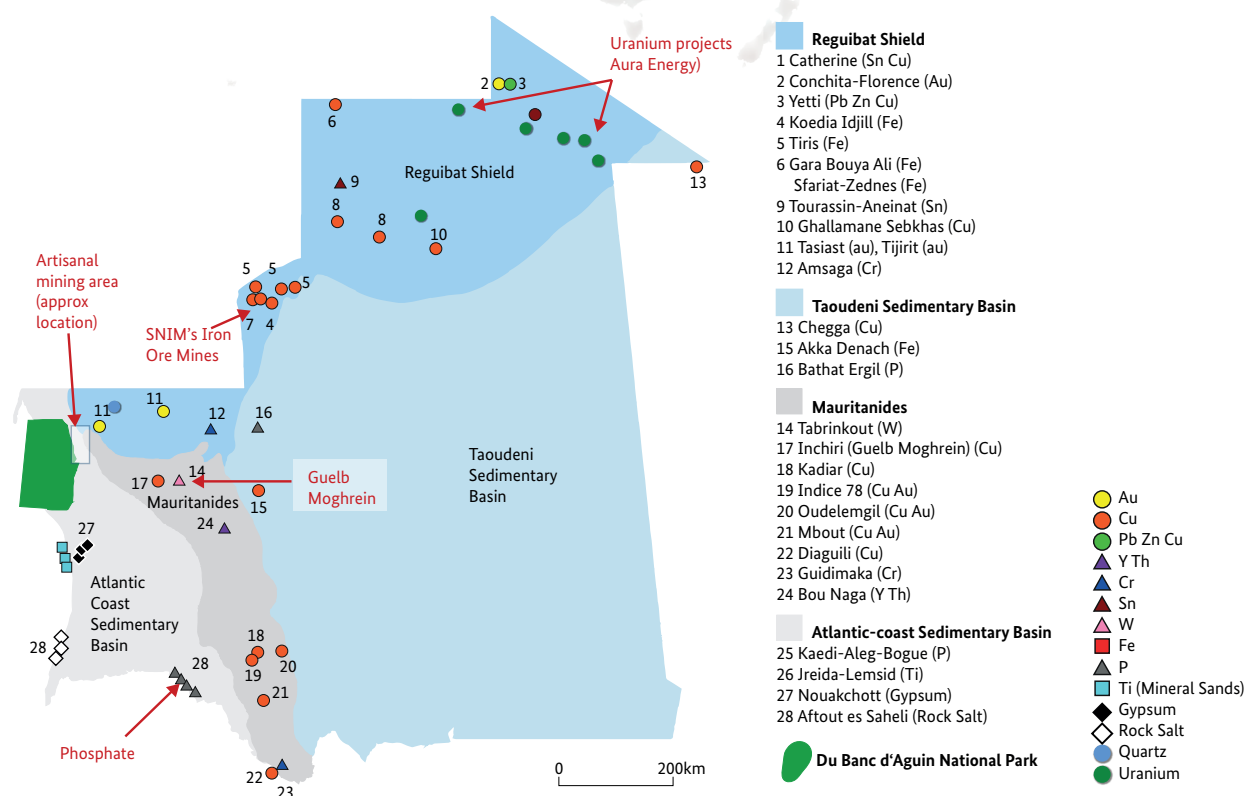 Uranium projects
Aura Energy)
2
3
6
13
Reguibat Shield
9
8
8
10
Artisanal
mining area
(approx
location)
5
5
5
7
4
SNIM's Iron
Ore Mines
11
11
12
16
17
14
Mauritanides
Guelb
Moghrein
15
24
Taoudeni
Sedimentary
Basin
27
Atlantic
Coast
Sedimentary
Basin
28
18
19
20
28
21
Phosphate
22
23
0
200km
Reguibat Shield
1 Catherine (Sn Cu)
2 Conchita-Florence (Au)
3 Yetti (Pb Zn Cu)
4 Koedia Idjill (Fe)
5 Tiris (Fe)
6 Gara Bouya Ali (Fe)
Sfariat-Zednes (Fe)
9 Tourassin-Aneinat (Sn)
10 Ghallamane Sebkhas (Cu)
11 Tasiast (au), Tijirit (au)
12 Amsaga (Cr)
Taoudeni Sedimentary Basin
13 Chegga (Cu)
15 Akka Denach (Fe)
16 Bathat Ergil (P)
Mauritanides
14 Tabrinkout (W)
17 Inchiri (Guelb Moghrein) (Cu)
18 Kadiar (Cu)
19 Indice 78 (Cu Au)
20 Oudelemgil (Cu Au)
21 Mbout (Cu Au)
22 Diaguili (Cu)
23 Guidimaka (Cr)
24 Bou Naga (Y Th)
Atlantic-coast Sedimentary Basin
25 Kaedi-Aleg-Bogue (P)
26 Jreida-Lemsid (Ti)
27 Nouakchott (Gypsum)
28 Aftout es Saheli (Rock Salt)
Du Banc d'Aguin National Park
Au
Cu
Pb Zn Cu
Y Th
Cr
Sn
W
Fe
P
Ti (Mineral Sands)
Gypsum
Rock Salt
Quartz
Uranium